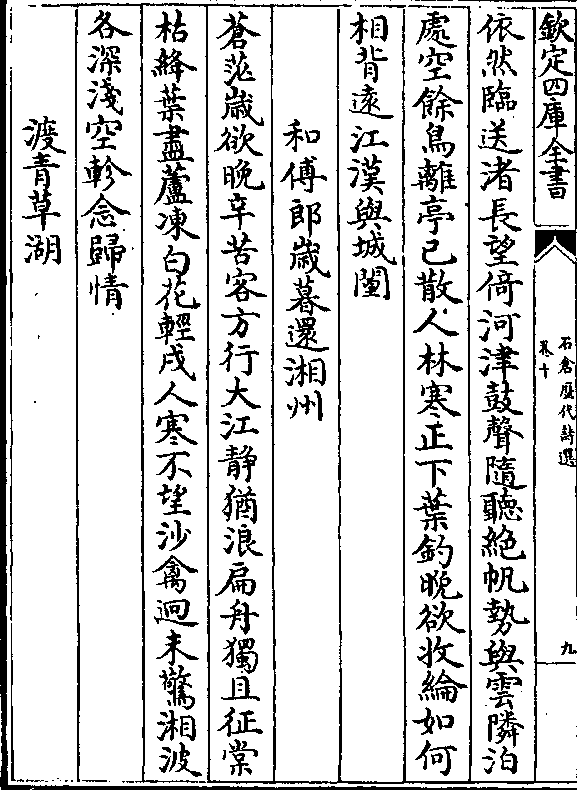 欽定四庫全書
石倉歷代詩選
卷十
九
依然臨送渚長望倚河津鼓聲隨聽絶帆勢與雲隣泊
處空餘鳥離亭已散人林寒正下葉釣晚欲收綸如何
相背遠江漢與城闉
和傅郎歲暮還湘州
蒼茫歲欲晚辛苦客方行大江静猶浪扁舟獨且征棠
枯絳葉盡蘆凍白花輕戍人寒不望沙禽迥未驚湘波
各深淺空軫念歸情
渡青草湖